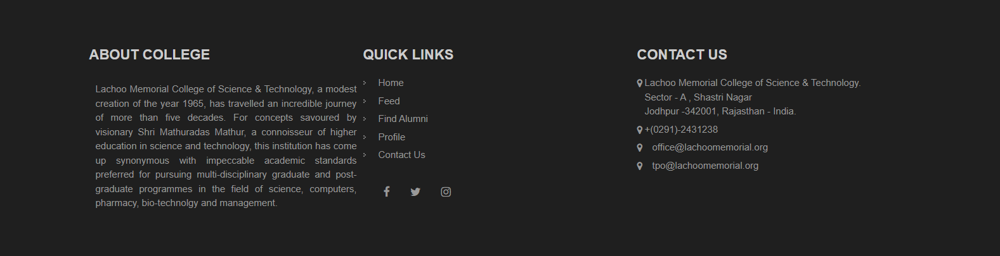 ABOUT COLLEGE
Lachoo Memorial College of Science & Technology, a modest
creation of the year 1965, has travelled an incredible journey
of more than five decades. For concepts savoured by
visionary Shri Mathuradas Mathur, a connoisseur of higher
education in science and technology, this institution has come
up synonymous with impeccable academic standards
preferred for pursuing multi-disciplinary graduate and post-
graduate programmes in the field of science, computers,
pharmacy, bio-technolgy and management.
QUICK LINKS
Home
Feed
Find Alumni
Profile
Contact Us
CONTACT US
Lachoo Memorial College of Science & Technology.
Sector - A , Shastri Nagar
Jodhpur -342001, Rajasthan - India.
+(0291)-2431238
office@lachoomemorial.org
tpo@lachoomemorial.org